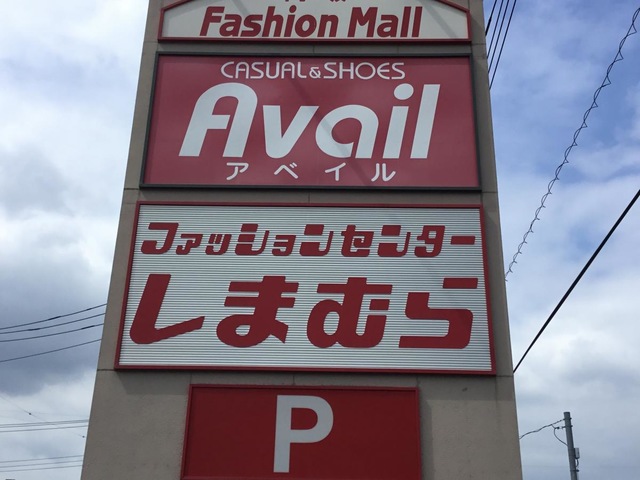 Fashion Mall
CASUAL&SHOES
Avail
アベイル
ファッションセンター
しまむら
P